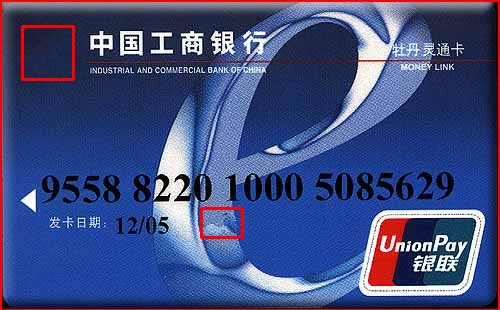 中国工商银行
INDUSTRIAL AND COMMERCIAL BANK OF CHINA
牡丹灵通卡
MONEY LINK
9558 8220 1000 5085629
发卡日期: 12/05
UnionPay
银联